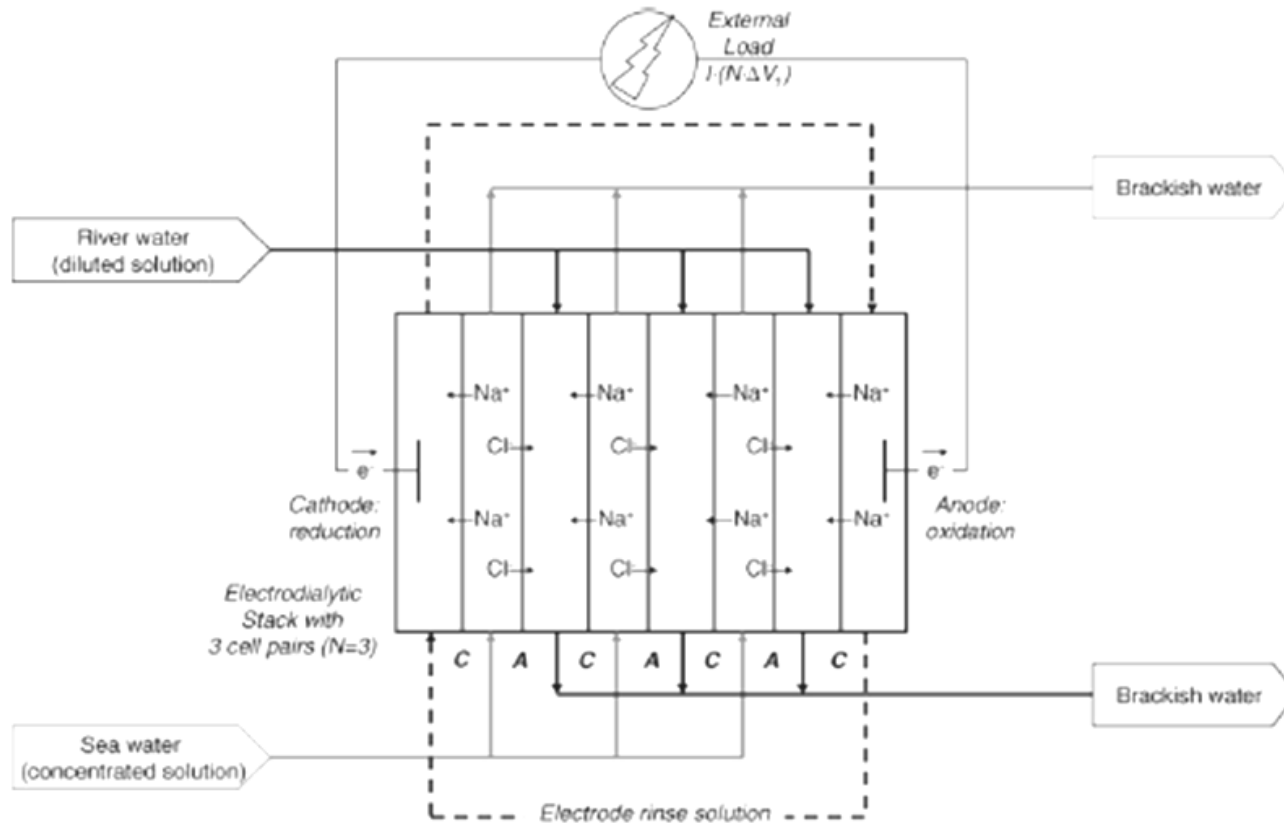 External
Load
I·(N·ΔV₁)
Brackish water
River water
(diluted solution)
Na⁺
Na⁺
Na⁺
Na⁺
Cl⁻
Cl⁻
Cl⁻
e⁻
e⁻
Cathode:
reduction
Anode:
oxidation
Na⁺
Na⁺
Na⁺
Na⁺
Cl⁻
Cl⁻
Cl⁻
Electrodialytic
Stack with
3 cell pairs (N=3)
C A C A C A C
Brackish water
Sea water
(concentrated solution)
Electrode rinse solution